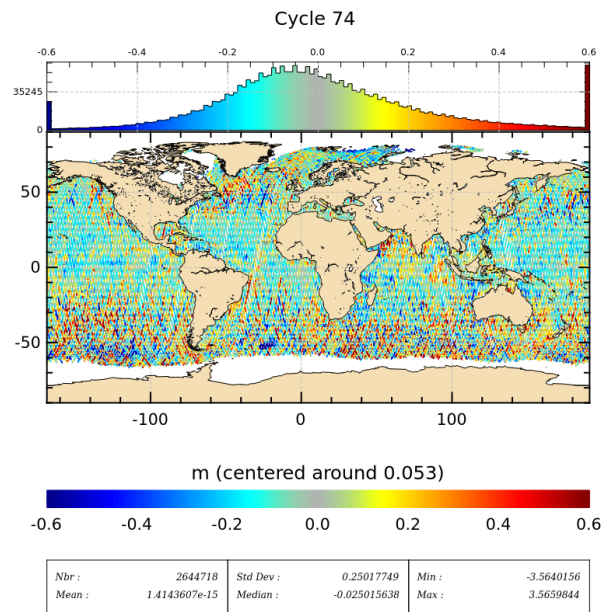 Cycle 74
-0.6 -0.4 -0.2 0.0 0.2 0.4 0.6
35245
0
50
0
-50
-100 0 100
m (centered around 0.053)
-0.6 -0.4 -0.2 0.0 0.2 0.4 0.6
Nbr : 2644718 Std Dev : 0.25017749 Min : -3.5640156
Mean : 1.4143607e-15 Median : -0.025015638 Max : 3.5659844